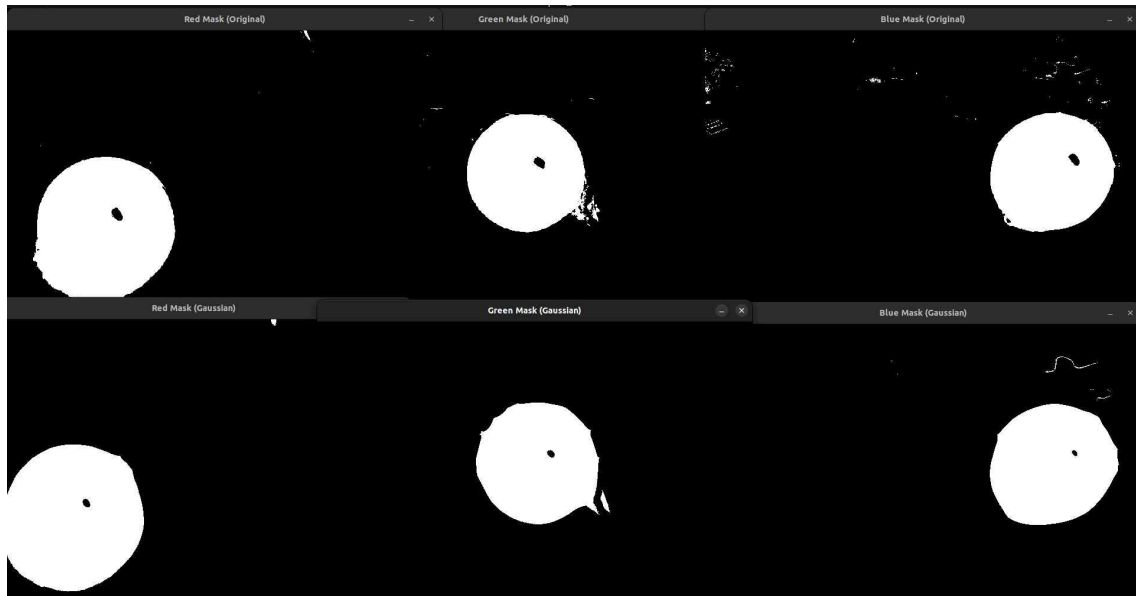 Red Mask (Original)
Green Mask (Original)
Blue Mask (Original)
Red Mask (Gaussian)
Green Mask (Gaussian)
Blue Mask (Gaussian)